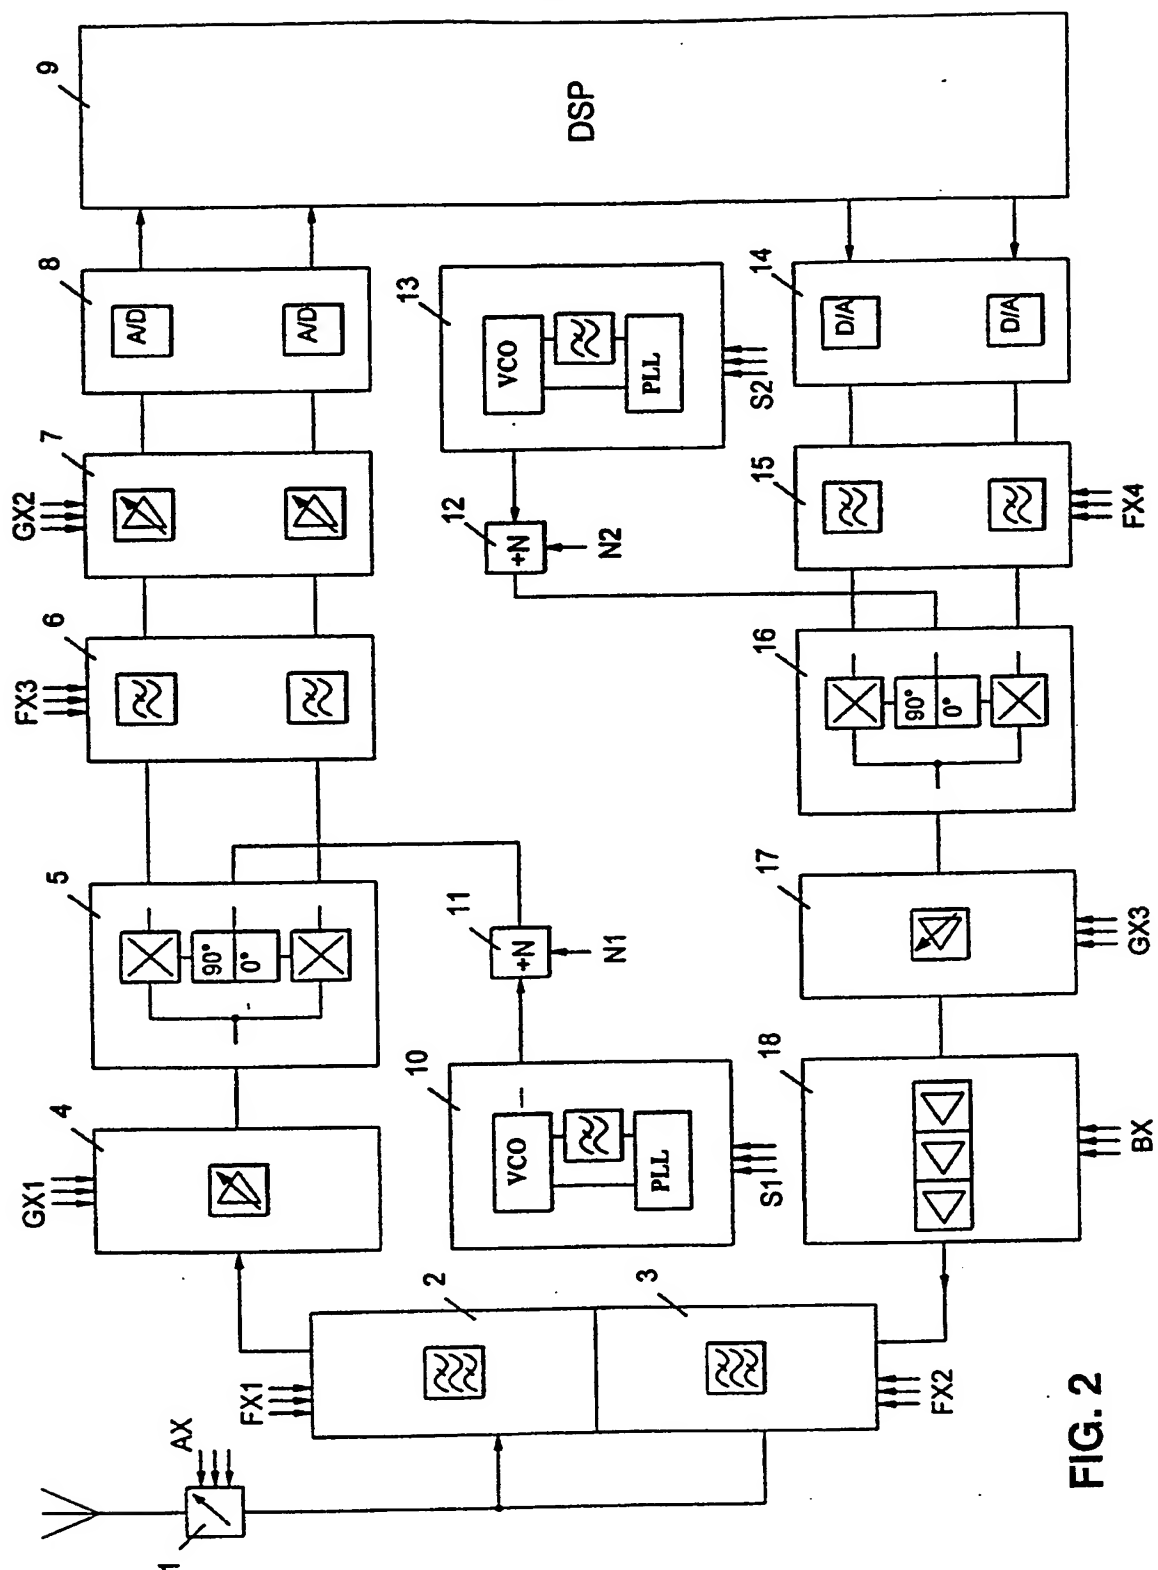 9
DSP
8
A/D
A/D
13
VCO
PLL
S2
14
D/A
D/A
7
GX2
12
+N
N2
15
FX4
6
FX3
16
90°
0°
5
90°
0°
11
+N
N1
17
GX3
4
GX1
10
VCO
PLL
S1
18
BX
2
3
FX1
FX2
AX
1
FIG. 2